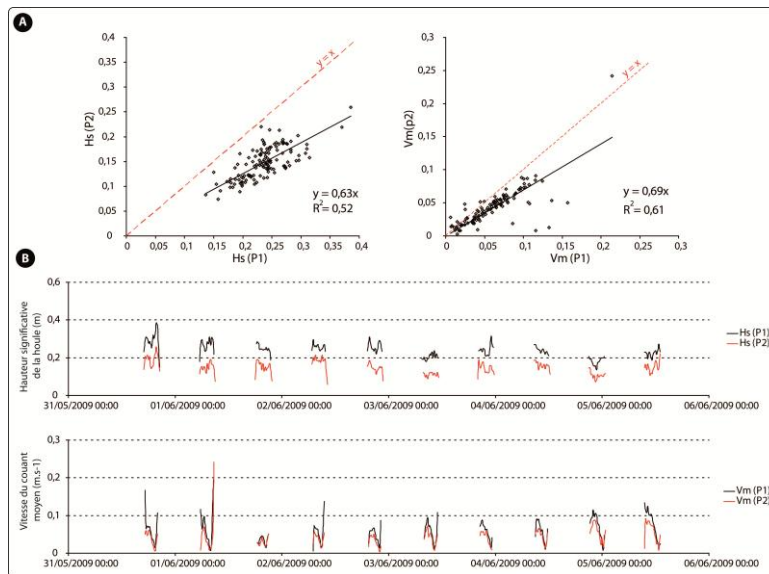 A
0,4
0,35
0,3
0,25
0,2
0,15
0,1
0,05
0
Hs (P2)
y = x
y = 0,63x
R² = 0,52
0 0,05 0,1 0,15 0,2 0,25 0,3 0,35 0,4
Hs (P1)
0,3
0,25
0,2
0,15
0,1
0,05
0
Vm(p2)
y = x
y = 0,69x
R² = 0,61
0 0,05 0,1 0,15 0,2 0,25 0,3
Vm (P1)
B
Hauteur significative
de la houle (m)
0,6
0,4
0,2
0
Hs (P1)
Hs (P2)
31/05/2009 00:00 01/06/2009 00:00 02/06/2009 00:00 03/06/2009 00:00 04/06/2009 00:00 05/06/2009 00:00 06/06/2009 00:00
Vitesse du couant
moyen (m.s-1)
0,3
0,2
0,1
0
Vm (P1)
Vm (P2)
31/05/2009 00:00 01/06/2009 00:00 02/06/2009 00:00 03/06/2009 00:00 04/06/2009 00:00 05/06/2009 00:00 06/06/2009 00:00